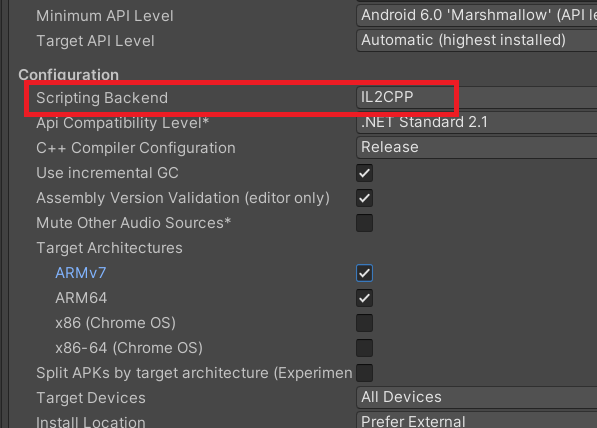 Minimum API Level Android 6.0 'Marshmallow' (API le
Target API Level Automatic (highest installed)
Configuration
Scripting Backend IL2CPP
Api Compatibility Level* .NET Standard 2.1
C++ Compiler Configuration Release
Use incremental GC
Assembly Version Validation (editor only)
Mute Other Audio Sources*
Target Architectures
ARMv7
ARM64
x86 (Chrome OS)
x86-64 (Chrome OS)
Split APKs by target architecture (Experimen
Target Devices All Devices
Install Location Prefer External